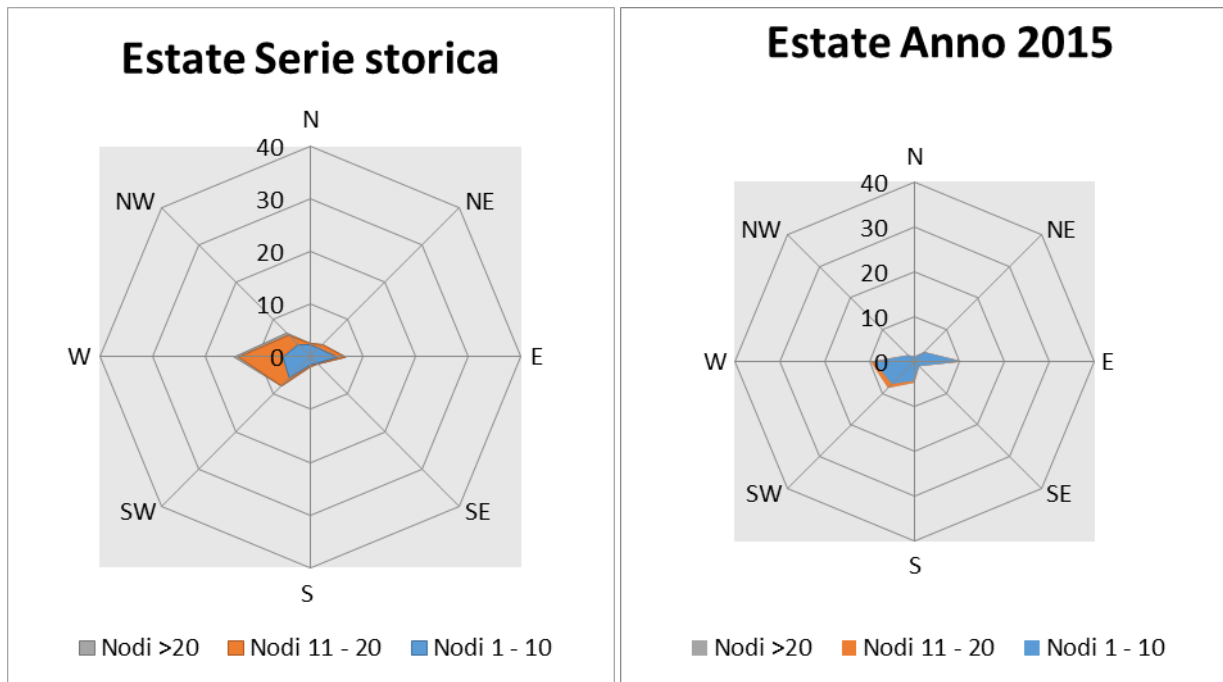 Estate Serie storica
N
40
NW
NE
30
20
10
W
0
E
SW
SE
S
Nodi >20 Nodi 11 - 20 Nodi 1 - 10
Estate Anno 2015
N
40
NW
NE
30
20
10
W
0
E
SW
SE
S
Nodi >20 Nodi 11 - 20 Nodi 1 - 10